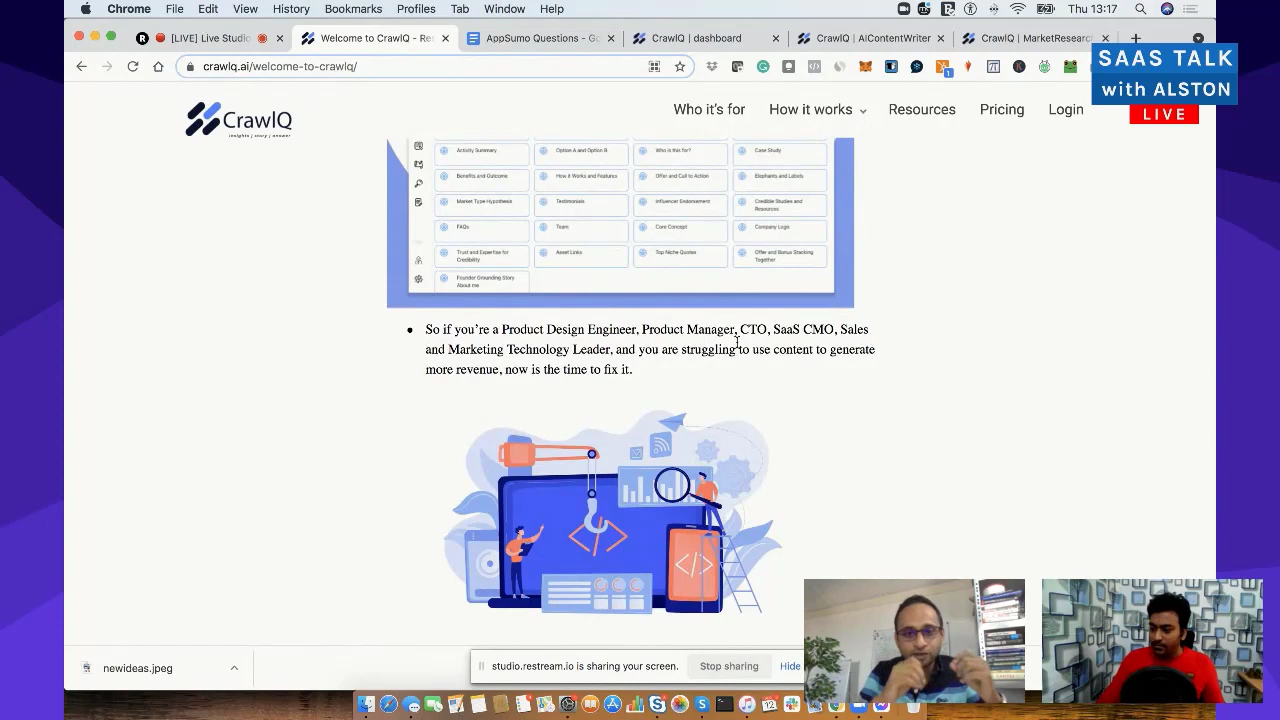 Chrome File Edit View History Bookmarks Profiles Tab Window Help Thu 13:17
[LIVE] Live Studio Welcome to CrawlQ - Re AppSumo Questions - Go CrawlQ | dashboard CrawlQ | AIContentWriter CrawlQ | MarketResearc
crawlq.ai/welcome-to-crawlq/
SAAS TALK
with ALSTON
LIVE
CrawlQ
insights | story | answer
Who it's for How it works Resources Pricing Login
Activity Summary Option A and Option B Who is this for? Case Study
Benefits and Outcome How it Works and Features Offer and Call to Action Elephants and Labels
Market Type Hypothesis Testimonials Influencer Endorsement Credible Studies and
Resources
FAQs Team Core Concept Company Logo
Trust and Expertise for Asset Links Top Niche Quotes Offer and Bonus Stacking
Credibility Together
Founder Grounding Story
About me
• So if you're a Product Design Engineer, Product Manager, CTO, SaaS CMO, Sales
and Marketing Technology Leader, and you are struggling to use content to generate
more revenue, now is the time to fix it.
</>
</>
newideas.jpeg
studio.restream.io is sharing your screen. Stop sharing Hide